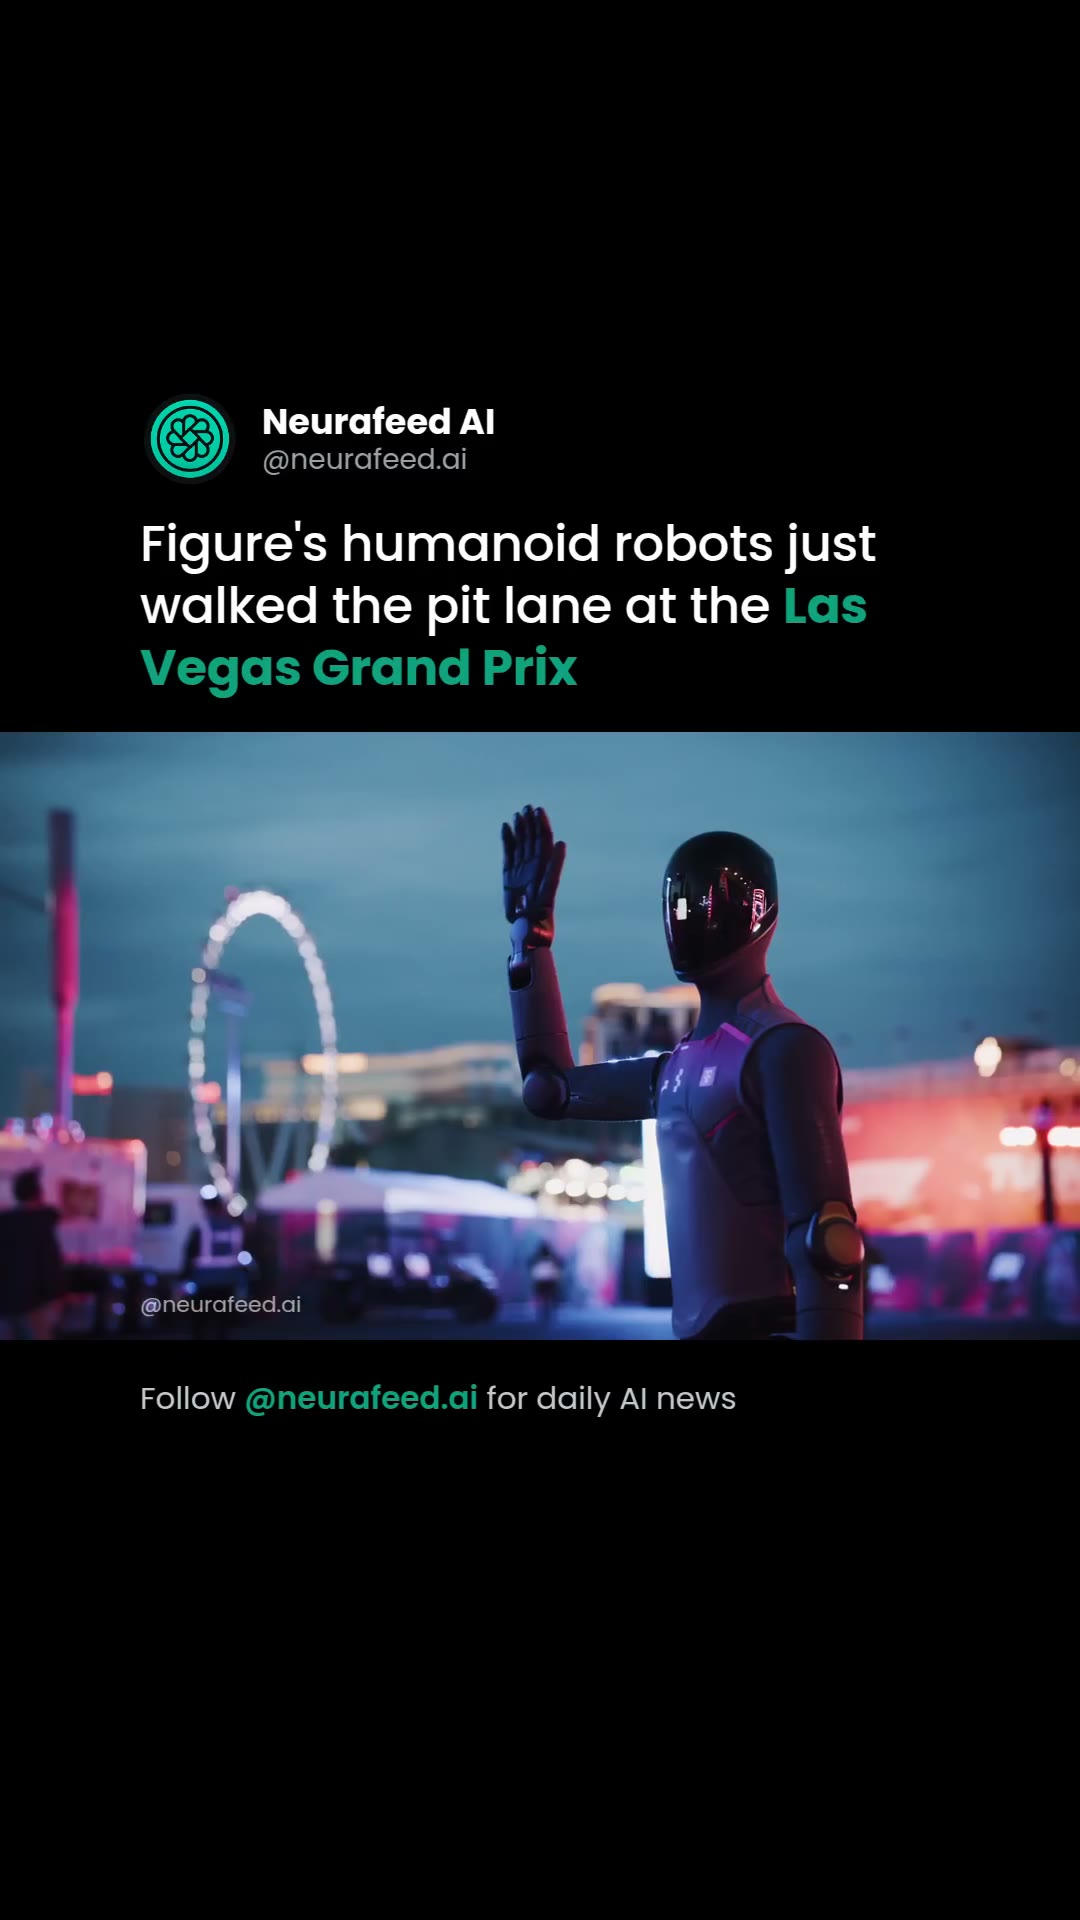 Neurafeed AI
@neurafeed.ai
Figure's humanoid robots just
walked the pit lane at the Las
Vegas Grand Prix
@neurafeed.ai
Follow @neurafeed.ai for daily AI news